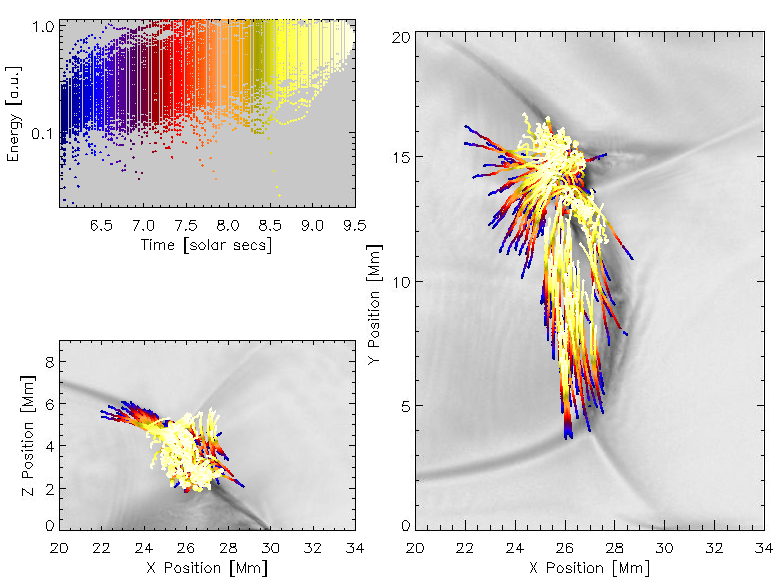 1.0
0.1
Energy [a.u.]
6.5 7.0 7.5 8.0 8.5 9.0 9.5
Time [solar secs]
8
6
4
2
0
Z Position [Mm]
20 22 24 26 28 30 32 34
X Position [Mm]
20
15
10
5
0
Y Position [Mm]
20 22 24 26 28 30 32 34
X Position [Mm]